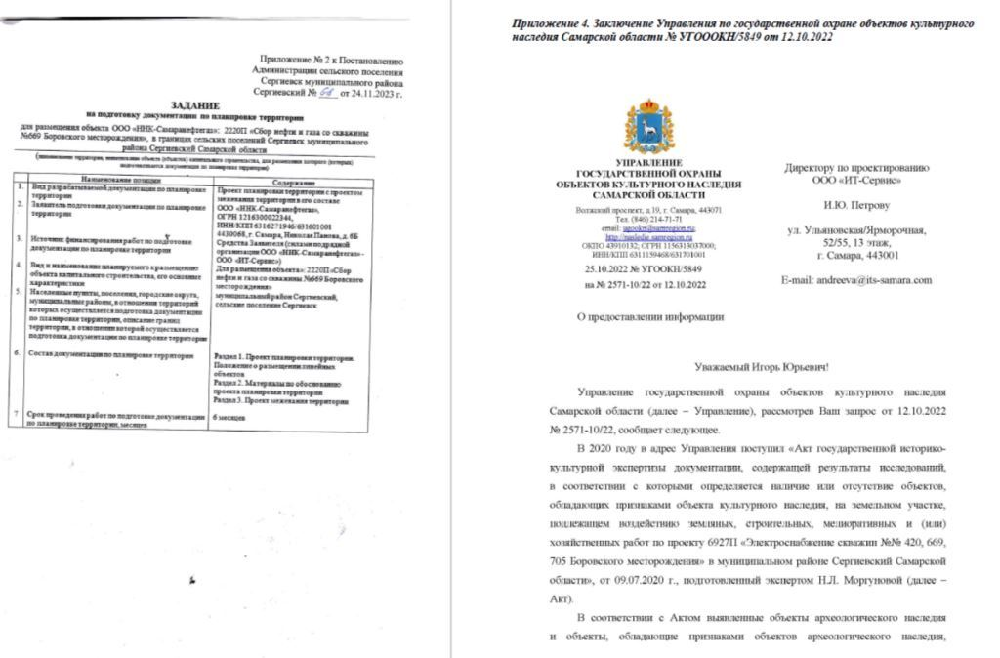 Приложение № 2 к Постановлению
Администрации сельского поселения
Сергиевск муниципального района
Сергиевский № 68 от 24.11.2023 г.
ЗАДАНИЕ
на подготовку документации по планировке территории
для размещения объекта ООО «ННК-Самаранефтегаз»: 2220П «Сбор нефти и газа со скважины
№669 Боровского месторождения», в границах сельских поселений Сергиевск муниципального
района Сергиевский Самарской области
(наименование территории, наименование объекта (объектов) капитального строительства, для размещения которого (которых)
подготавливается документация по планировке территории)
Наименование позиции Содержание
1. Вид разрабатываемой документации по планировке
территории
Проект планировки территории с проектом
межевания территории в его составе
2. Заявитель подготовки документации по планировке
территории
ООО «ННК-Самаранефтегаз»,
ОГРН 1216300022344,
ИНН/КПП 6316271946/631601001
4430068, г. Самара, Николая Панова, д. 6Б
3. Источник финансирования работ по подготовке
документации по планировке территории
Средства Заявителя (силами подрядной
организации ООО «ННК-Самаранефтегаз» -
ООО «ИТ-Сервис»)
4. Вид и наименование планируемого к размещению
объекта капитального строительства, его основные
характеристики
Для размещения объекта»: 2220П«Сбор
нефти и газа со скважины №669 Боровского
месторождения»
5. Населенные пункты, поселения, городские округа,
муниципальные районы, в отношении территорий
которых осуществляется подготовка документации
по планировке территории, описание границ
территории, в отношении которой осуществляется
подготовка документации по планировке территории
муниципальный район Сергиевский,
сельские поселение Сергиевск
6. Состав документации по планировке территории
Раздел 1. Проект планировки территории.
Положение о размещении линейных
объектов
Раздел 2. Материалы по обоснованию
проекта планировки территории
Раздел 3. Проект межевания территории
7 Срок проведения работ по подготовке документации
по планировке территории, месяцев
6 месяцев
Приложение 4. Заключение Управления по государственной охране объектов культурного
наследия Самарской области № УГОООКН/5849 от 12.10.2022
УПРАВЛЕНИЕ
ГОСУДАРСТВЕННОЙ ОХРАНЫ
ОБЪЕКТОВ КУЛЬТУРНОГО НАСЛЕДИЯ
САМАРСКОЙ ОБЛАСТИ
Волжский проспект, д.19, г. Самара, 443071
Тел. (846) 214-71-71
email: ugookn@samregion.ru;
http://nasledie.samregion.ru
ОКПО 43910132; ОГРН 1156313037000;
ИНН/КПП 6311159468/631701001
25.10.2022 № УГООКН/5849
на № 2571-10/22 от 12.10.2022
Директору по проектированию
ООО «ИТ-Сервис»
И.Ю. Петрову
ул. Ульяновская/Ярморочная,
52/55, 13 этаж,
г. Самара, 443001
E-mail: andreeva@its-samara.com
О предоставлении информации
Уважаемый Игорь Юрьевич!
Управление государственной охраны объектов культурного наследия
Самарской области (далее – Управление), рассмотрев Ваш запрос от 12.10.2022
№ 2571-10/22, сообщает следующее.
В 2020 году в адрес Управления поступил «Акт государственной историко-
культурной экспертизы документации, содержащей результаты исследований,
в соответствии с которыми определяется наличие или отсутствие объектов,
обладающих признаками объекта культурного наследия, на земельном участке,
подлежащем воздействию земляных, строительных, мелиоративных и (или)
хозяйственных работ по проекту 6927П «Электроснабжение скважин №№ 420, 669,
705 Боровского месторождения» в муниципальном районе Сергиевский Самарской
области», от 09.07.2020 г., подготовленный экспертом Н.Л. Моргуновой (далее –
Акт).
В соответствии с Актом выявленные объекты археологического наследия
и объекты, обладающие признаками объектов археологического наследия,